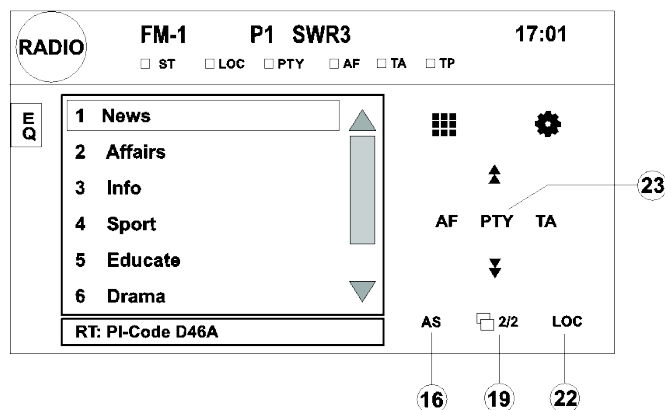 RADIO FM-1 P1 SWR3 17:01
ST LOC PTY AF TA TP
EQ
1 News
2 Affairs
3 Info
4 Sport
5 Educate
6 Drama
RT: PI-Code D46A
23
AF PTY TA
AS 2/2 LOC
16 19 22